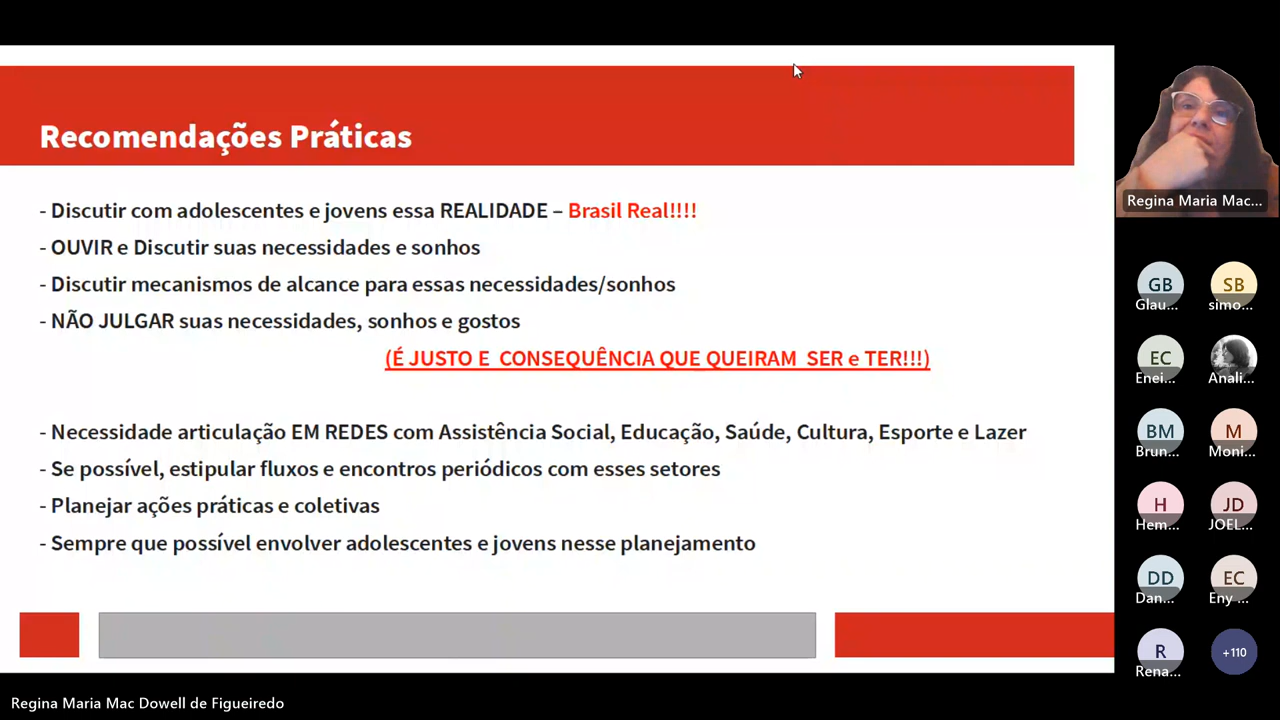 Recomendações Práticas
- Discutir com adolescentes e jovens essa REALIDADE – Brasil Real!!!!
- OUVIR e Discutir suas necessidades e sonhos
- Discutir mecanismos de alcance para essas necessidades/sonhos
- NÃO JULGAR suas necessidades, sonhos e gostos
(É JUSTO E CONSEQUÊNCIA QUE QUEIRAM SER e TER!!!)
- Necessidade articulação EM REDES com Assistência Social, Educação, Saúde, Cultura, Esporte e Lazer
- Se possível, estipular fluxos e encontros periódicos com esses setores
- Planejar ações práticas e coletivas
- Sempre que possível envolver adolescentes e jovens nesse planejamento
Regina Maria Mac...
GB
SB
Glau...
simo...
EC
Enei...
Anali...
BM
M
Brun...
Moni...
H
JD
Hem...
JOEL...
DD
EC
Dan...
Eny ...
R
+110
Rena...
Regina Maria Mac Dowell de Figueiredo